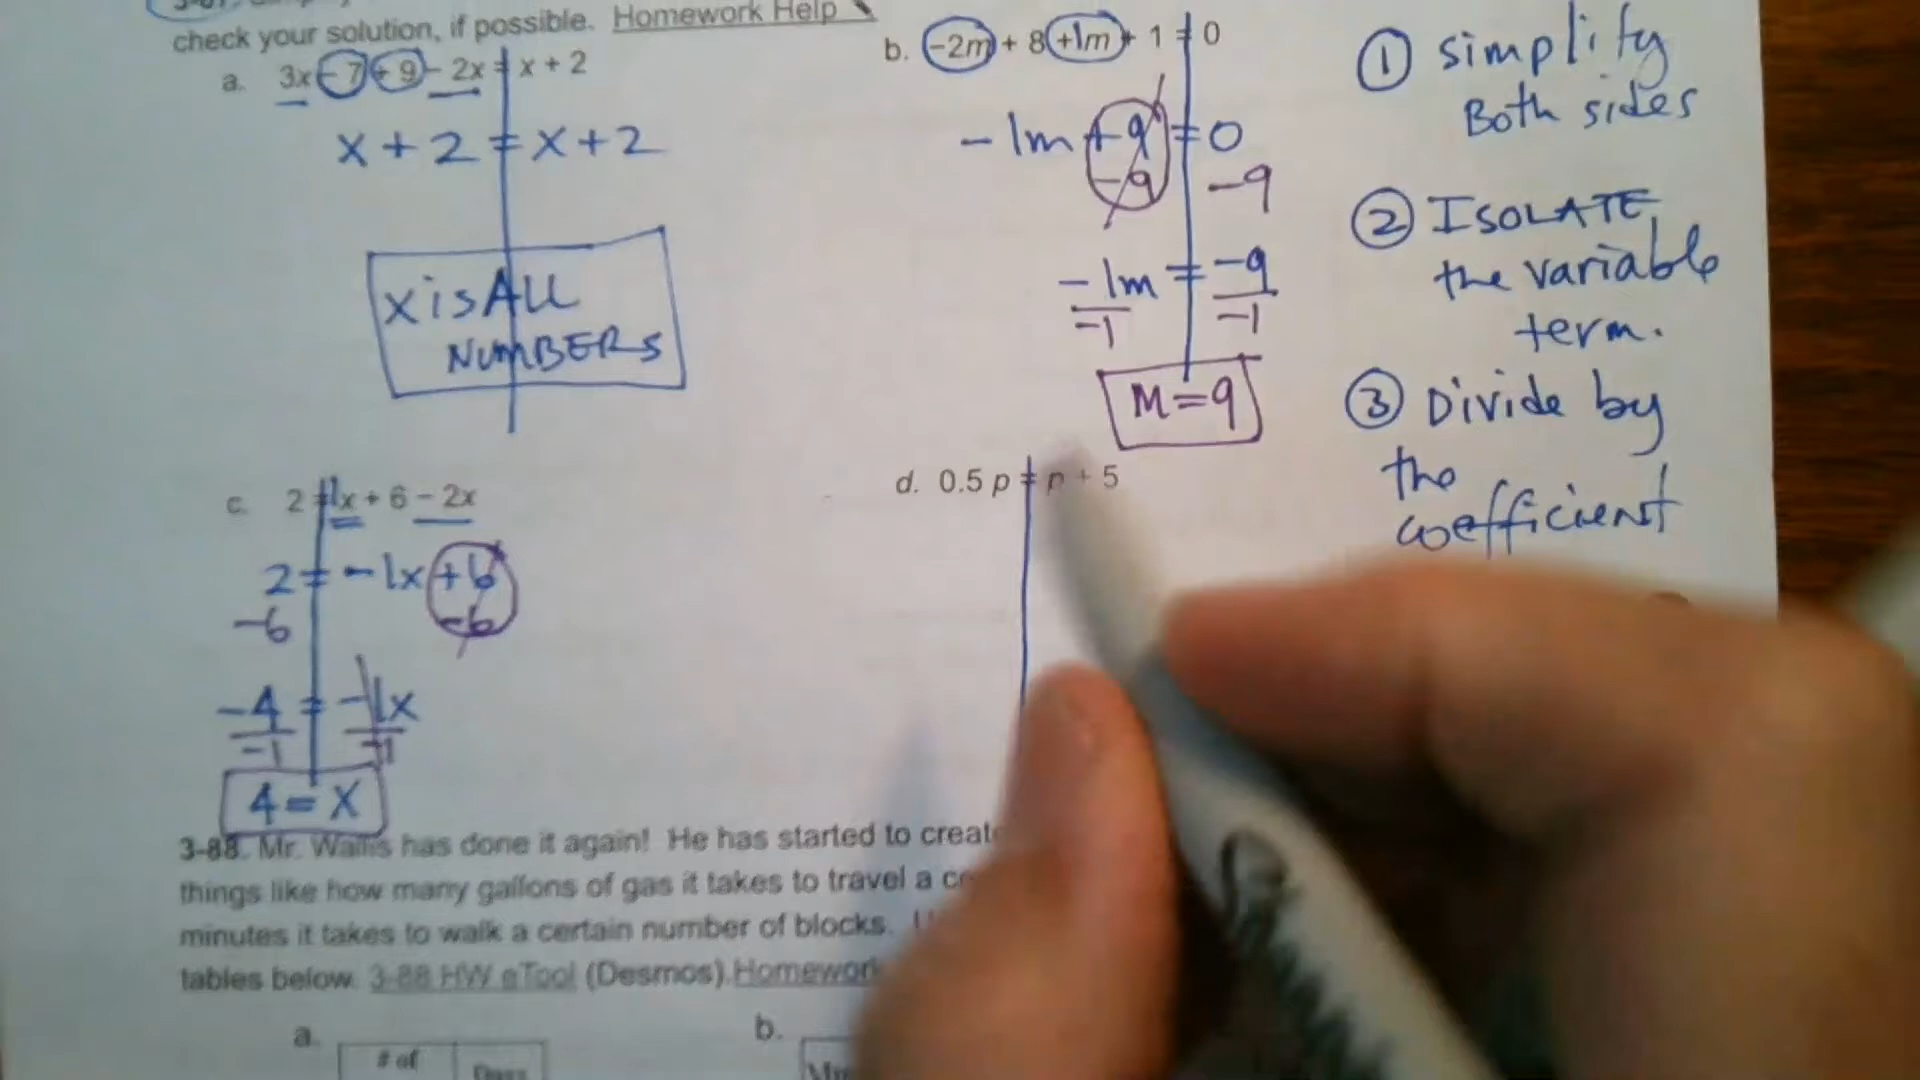 check your solution, if possible. Homework Help
a. 3x - 7 + 9 - 2x = x + 2
x + 2 = x + 2
x is ALL
NUMBERS
b. -2m + 8 + 1m + 1 = 0
-1m + 9 = 0
-9 -9
-1m = -9
-1 -1
M = 9
① simplify
Both sides
② ISOLATE
the variable
term.
③ Divide by
the
coefficient
c. 2 = 1x + 6 - 2x
2 = -1x + 6
-6 -6
-4 = -1x
-1 -1
4 = x
d. 0.5 p = p + 5
3-88. Mr. Wallis has done it again! He has started to create
things like how many gallons of gas it takes to travel a
minutes it takes to walk a certain number of blocks.
tables below. 3-88 HW eTool (Desmos). Homework
a.
# of
b.